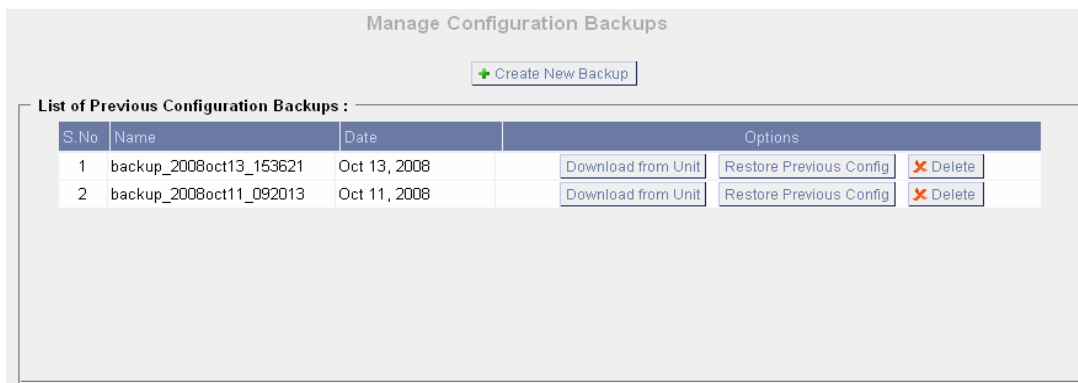 Manage Configuration Backups
Create New Backup
List of Previous Configuration Backups :
S.No Name Date Options
1 backup_2008oct13_153621 Oct 13, 2008 Download from Unit Restore Previous Config Delete
2 backup_2008oct11_092013 Oct 11, 2008 Download from Unit Restore Previous Config Delete